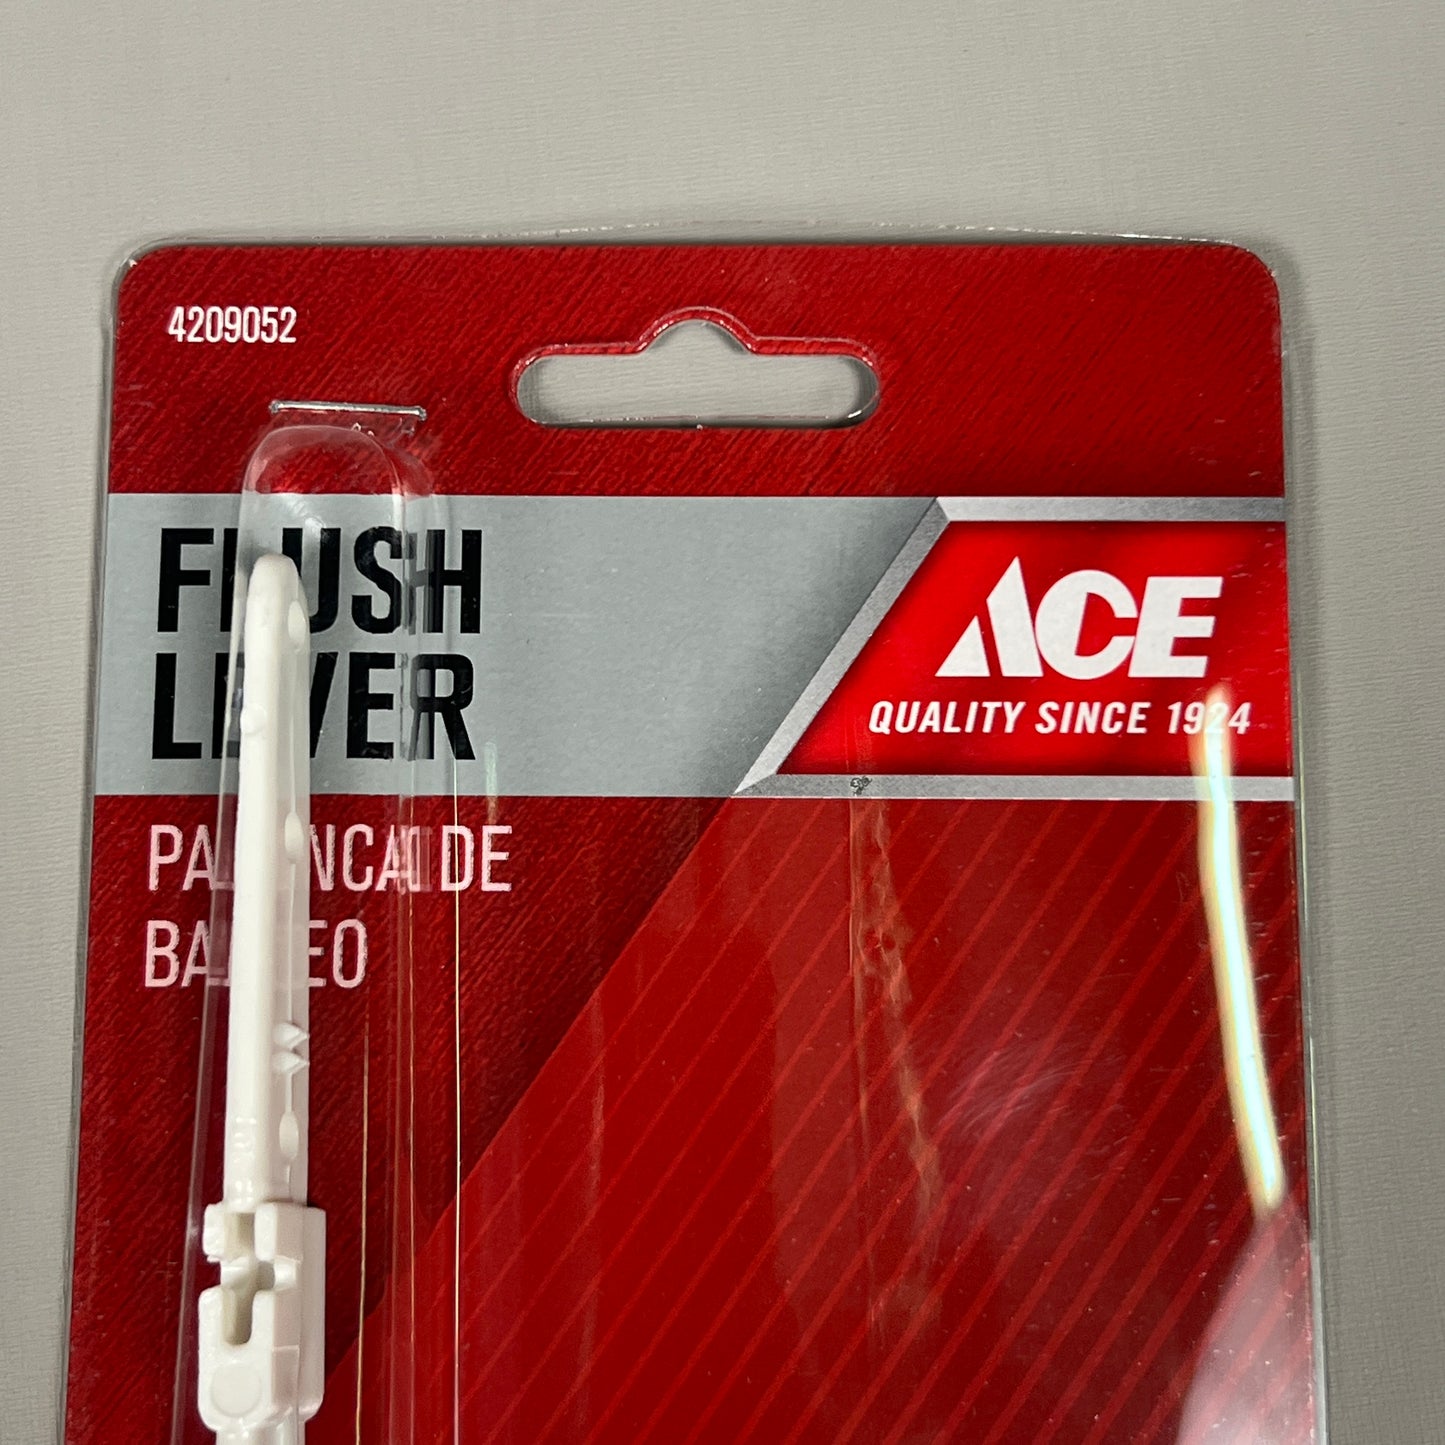 4209052
FLUSH
LEVER
ACE
QUALITY SINCE 1924
PALANCA DE